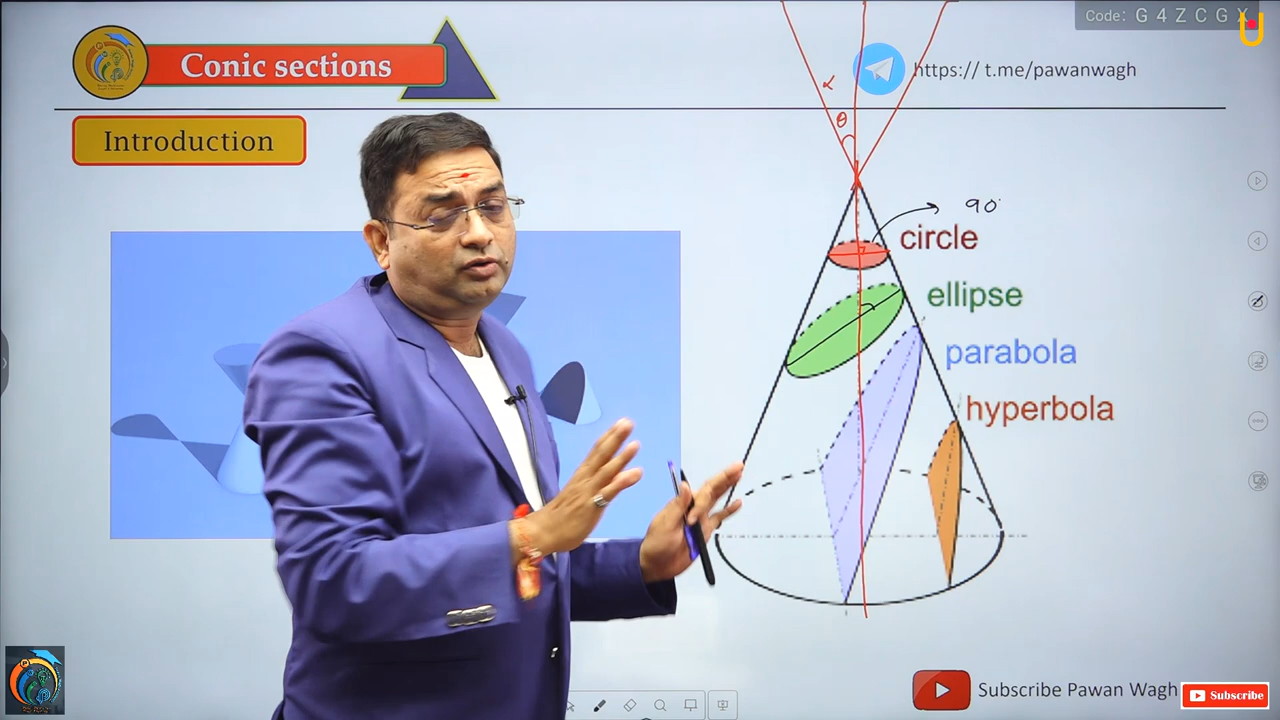 Code: G 4 Z C G X
Conic sections
https:// t.me/pawanwagh
Introduction
α
θ
90°
circle
ellipse
parabola
hyperbola
Subscribe Pawan Wagh
Subscribe